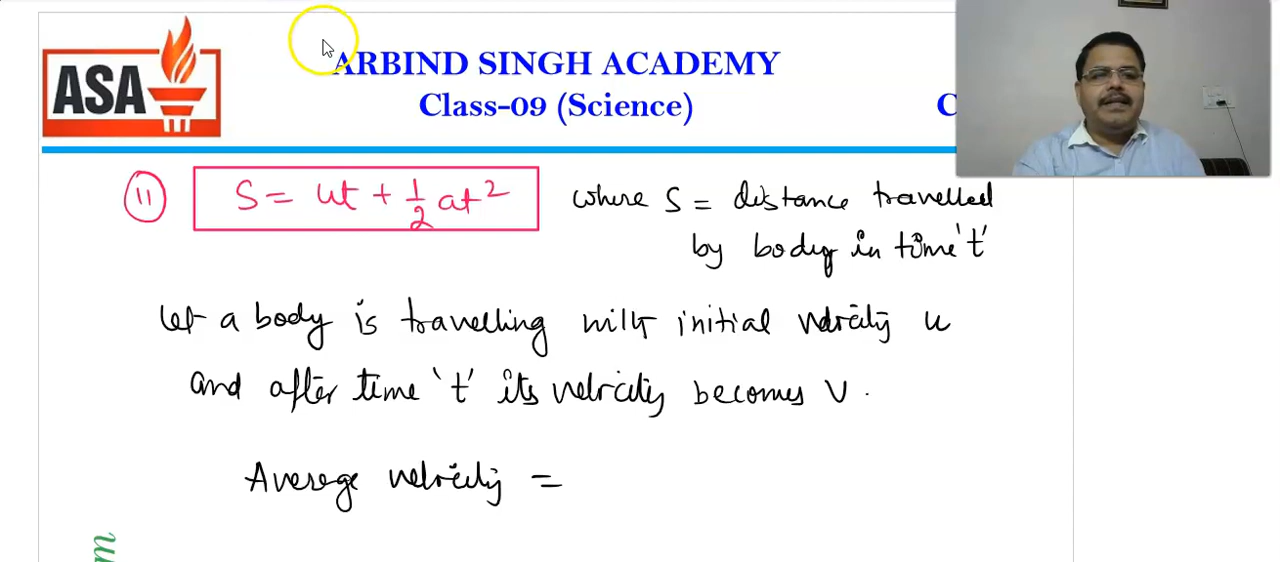 ASA
ARBIND SINGH ACADEMY
Class-09 (Science)
C
(ii) S = ut + 1/2 at² where S = distance travelled
by body in time 't'
Let a body is travelling with initial velocity u
and after time 't' its velocity becomes V.
Average velocity =
m